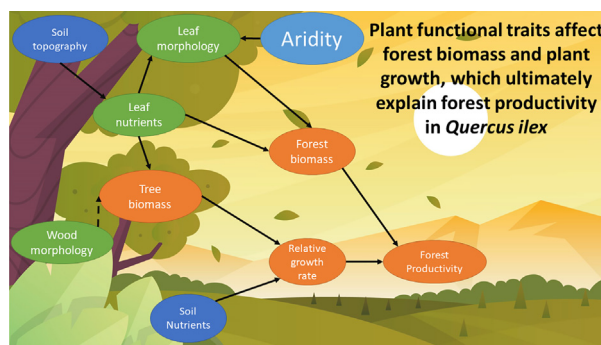 Soil
topography
Leaf
morphology
Aridity
Plant functional traits affect
forest biomass and plant
growth, which ultimately
explain forest productivity
in Quercus ilex
Leaf
nutrients
Forest
biomass
Tree
biomass
Wood
morphology
Relative
growth
rate
Forest
Productivity
Soil
Nutrients